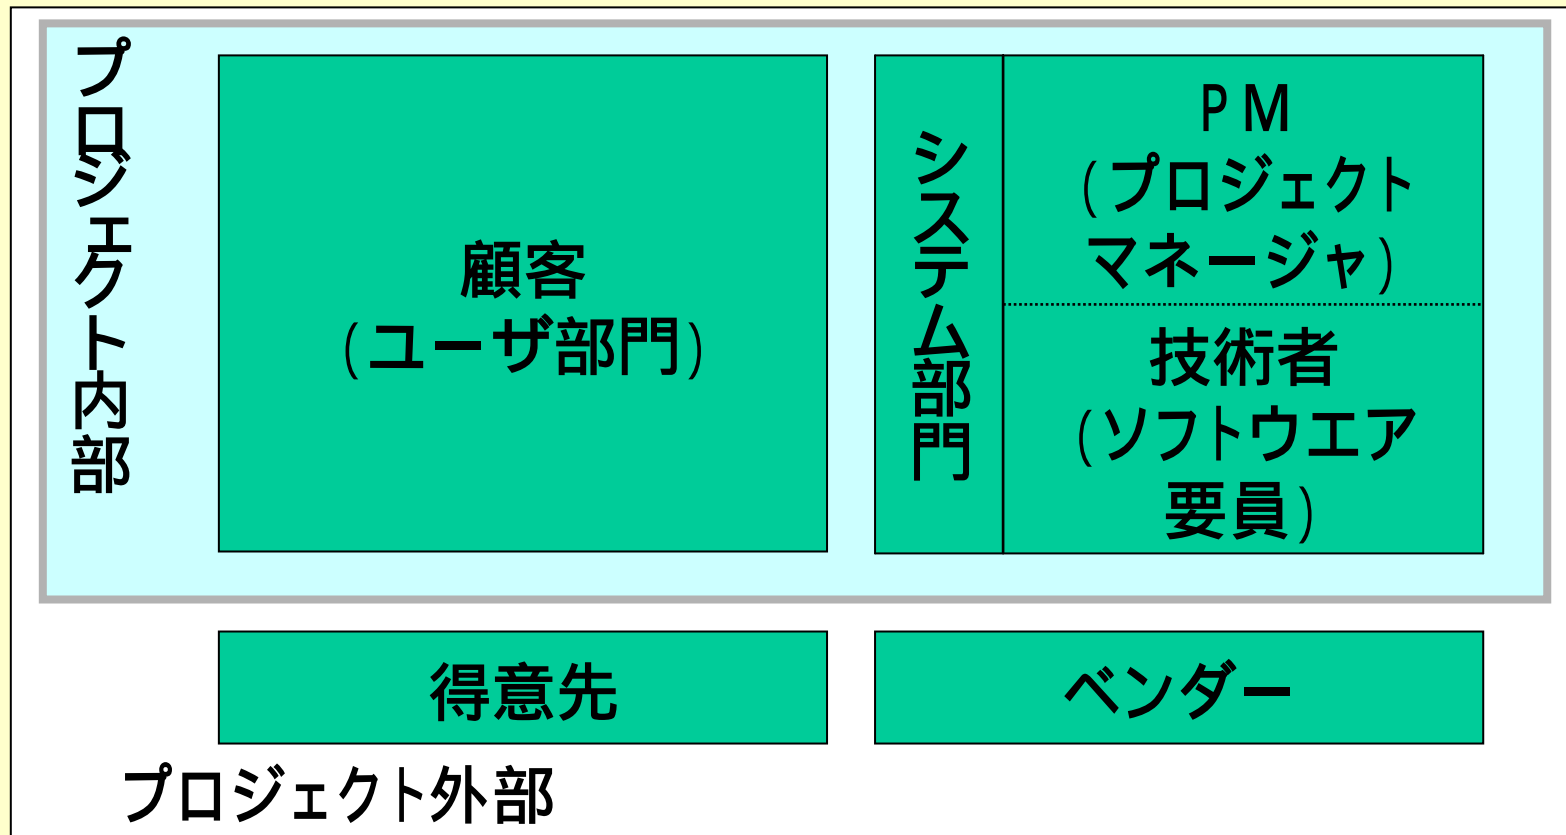 プロジェクト内部
顧客
(ユーザ部門)
システム部門
ＰＭ
(プロジェクト
マネージャ)
技術者
(ソフトウエア
要員)
得意先
ベンダー
プロジェクト外部